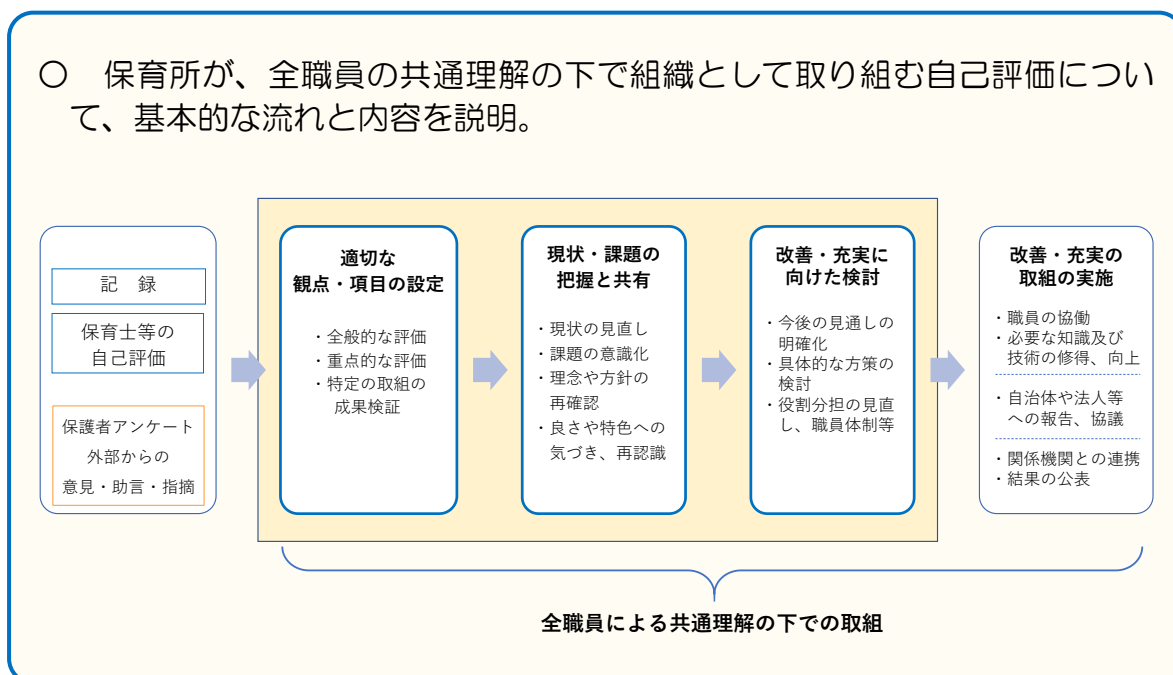 ○　保育所が、全職員の共通理解の下で組織として取り組む自己評価につい
て、基本的な流れと内容を説明。
記　録
保育士等の
自己評価
保護者アンケート
外部からの
意見・助言・指摘
適切な
観点・項目の設定
・全般的な評価
・重点的な評価
・特定の取組の
成果検証
現状・課題の
把握と共有
・現状の見直し
・課題の意識化
・理念や方針の
再確認
・良さや特色への
気づき、再認識
改善・充実に
向けた検討
・今後の見通しの
明確化
・具体的な方策の
検討
・役割分担の見直
し、職員体制等
改善・充実の
取組の実施
・職員の協働
・必要な知識及び
技術の修得、向上
・自治体や法人等
への報告、協議
・関係機関との連携
・結果の公表
全職員による共通理解の下での取組